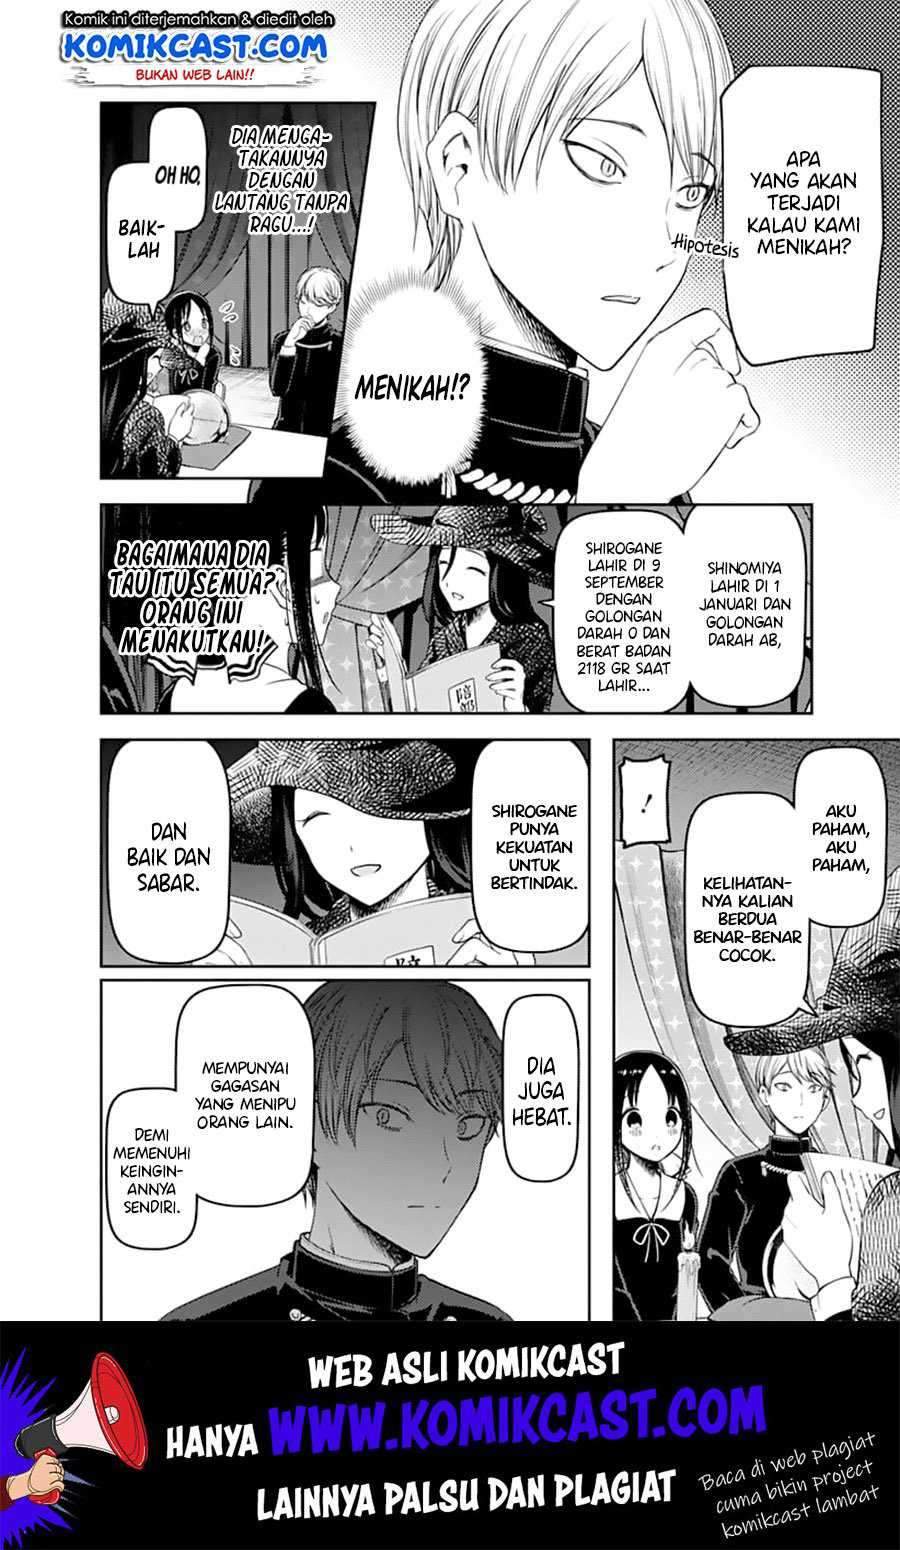 Komik ini diterjemahkan & diedit oleh
KOMIKCAST.COM
BUKAN WEB LAIN!!
APA
YANG AKAN
TERJADI
KALAU KAMI
MENIKAH?
Hipotesis
MENIKAH!?
DIA MENGA-
TAKANNYA
DENGAN
LANTANG TANPA
RAGU...!
OH HO,
BAIK-
LAH
SHINOMIYA
LAHIR DI 1
JANUARI DAN
GOLONGAN
DARAH AB,
SHIROGANE
LAHIR DI 9
SEPTEMBER
DENGAN
GOLONGAN
DARAH O DAN
BERAT BADAN
2118 GR SAAT
LAHIR...
BAGAIMANA DIA
TAU ITU SEMUA?
ORANG INI
MENAKUTKAN!
AKU
PAHAM,
AKU
PAHAM,
KELIHATAN-
NYA KALIAN
BERDUA
BENAR-BENAR
COCOK.
!
SHIROGANE
PUNYA
KEKUATAN
UNTUK
BERTINDAK.
DAN
BAIK DAN
SABAR.
DIA
JUGA
HEBAT.
MEMPUNYAI
GAGASAN
YANG MENIPU
ORANG LAIN.
DEMI
MEMENUHI
KEINGIN-
ANNYA
SENDIRI.
WEB ASLI KOMIKCAST
HANYA WWW.KOMIKCAST.COM
LAINNYA PALSU DAN PLAGIAT
Baca di web plagiat
cuma bikin project
komikcast lambat